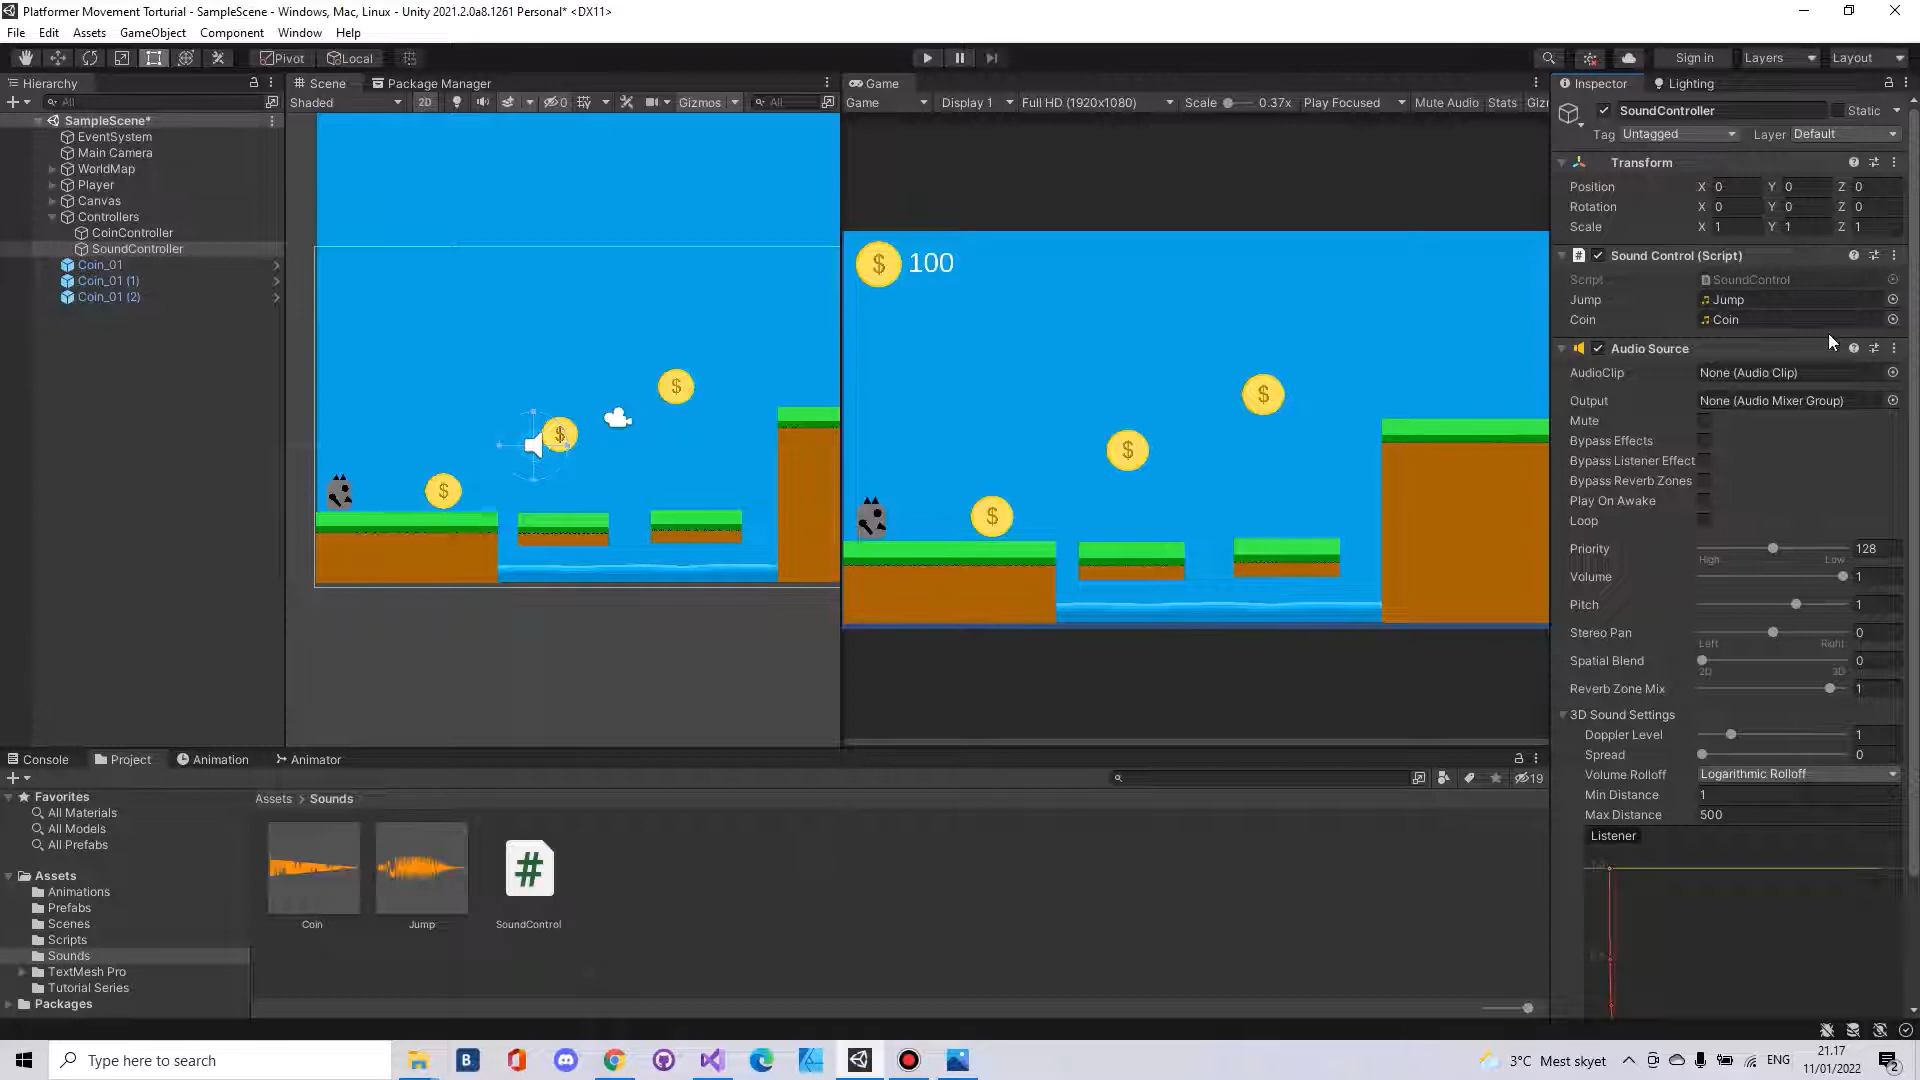 Platformer Movement Torturial - SampleScene - Windows, Mac, Linux - Unity 2021.2.0a8.1261 Personal* <DX11>
File Edit Assets GameObject Component Window Help
Pivot Local Sign in Layers Layout
Hierarchy
All
SampleScene*
EventSystem
Main Camera
WorldMap
Player
Canvas
Controllers
CoinController
SoundController
Coin_01
Coin_01 (1)
Coin_01 (2)
Scene Package Manager
Shaded 2D 0 Gizmos All
Game
Game Display 1 Full HD (1920x1080) Scale 0.37x Play Focused Mute Audio Stats Giz
$ 100
$
$
$
$
$
$
Inspector Lighting
SoundController Static
Tag Untagged Layer Default
Transform
Position X 0 Y 0 Z 0
Rotation X 0 Y 0 Z 0
Scale X 1 Y 1 Z 1
# Sound Control (Script)
Script SoundControl
Jump Jump
Coin Coin
Audio Source
AudioClip None (Audio Clip)
Output None (Audio Mixer Group)
Mute
Bypass Effects
Bypass Listener Effect
Bypass Reverb Zones
Play On Awake
Loop
Priority 128
High Low
Volume 1
Pitch 1
Stereo Pan 0
Left Right
Spatial Blend 0
2D 3D
Reverb Zone Mix 1
3D Sound Settings
Doppler Level 1
Spread 0
Volume Rolloff Logarithmic Rolloff
Min Distance 1
Max Distance 500
Listener
Console Project Animation Animator
19
Favorites
All Materials
All Models
All Prefabs
Assets
Animations
Prefabs
Scenes
Scripts
Sounds
TextMesh Pro
Tutorial Series
Packages
Assets > Sounds
#
Coin Jump SoundControl
Type here to search
3°C Mest skyet ENG
21.17
11/01/2022
2